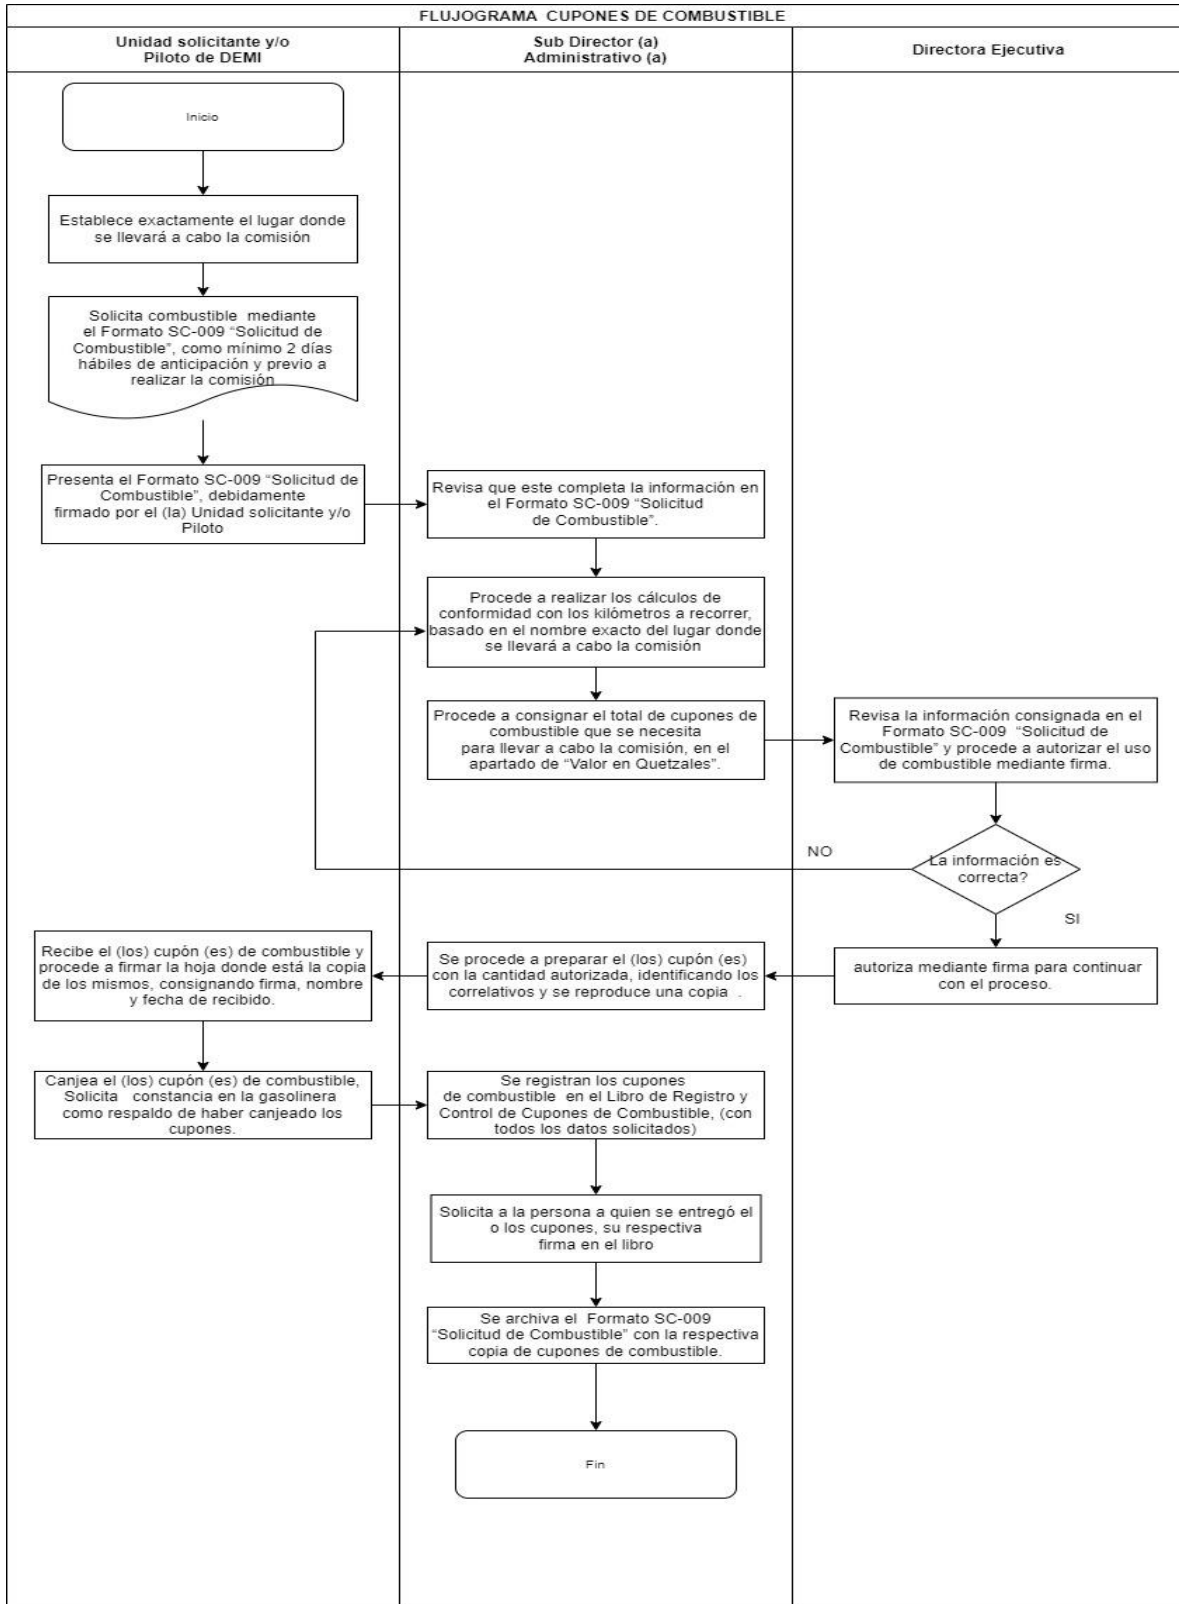 FLUJOGRAMA CUPONES DE COMBUSTIBLE
Unidad solicitante y/o
Piloto de DEMI
Sub Director (a)
Administrativo (a)
Directora Ejecutiva
Inicio
Establece exactamente el lugar donde
se llevará a cabo la comisión
Solicita combustible mediante
el Formato SC-009 “Solicitud de
Combustible”, como mínimo 2 días
hábiles de anticipación y previo a
realizar la comisión
Presenta el Formato SC-009 “Solicitud de
Combustible”, debidamente
firmado por el (la) Unidad solicitante y/o
Piloto
Revisa que este completa la información en
el Formato SC-009 “Solicitud
de Combustible”.
Procede a realizar los cálculos de
conformidad con los kilómetros a recorrer,
basado en el nombre exacto del lugar donde
se llevará a cabo la comisión
Procede a consignar el total de cupones de
combustible que se necesita
para llevar a cabo la comisión, en el
apartado de “Valor en Quetzales”.
Revisa la información consignada en el
Formato SC-009 “Solicitud de
Combustible” y procede a autorizar el uso
de combustible mediante firma.
La información es
correcta?
NO
SI
autoriza mediante firma para continuar
con el proceso.
Se procede a preparar el (los) cupón (es)
con la cantidad autorizada, identificando los
correlativos y se reproduce una copia .
Recibe el (los) cupón (es) de combustible y
procede a firmar la hoja donde está la copia
de los mismos, consignando firma, nombre
y fecha de recibido.
Canjea el (los) cupón (es) de combustible,
Solicita constancia en la gasolinera
como respaldo de haber canjeado los
cupones.
Se registran los cupones
de combustible en el Libro de Registro y
Control de Cupones de Combustible, (con
todos los datos solicitados)
Solicita a la persona a quien se entregó el
o los cupones, su respectiva
firma en el libro
Se archiva el Formato SC-009
“Solicitud de Combustible” con la respectiva
copia de cupones de combustible.
Fin